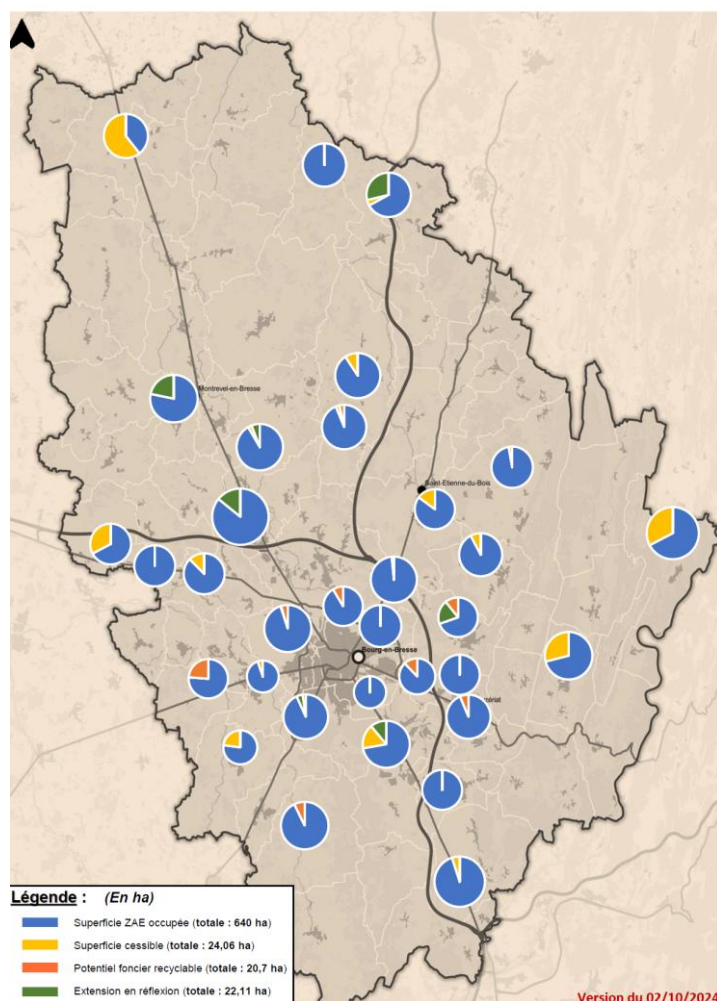 Montrevel-en-Bresse
Saint-Etienne-du-Bois
Bourg-en-Bresse
Légende : (En ha)
Superficie ZAE occupée (totale : 640 ha)
Superficie cessible (totale : 24,06 ha)
Potentiel foncier recyclable (totale : 20,7 ha)
Extension en réflexion (totale : 22,11 ha)
Version du 02/10/2024